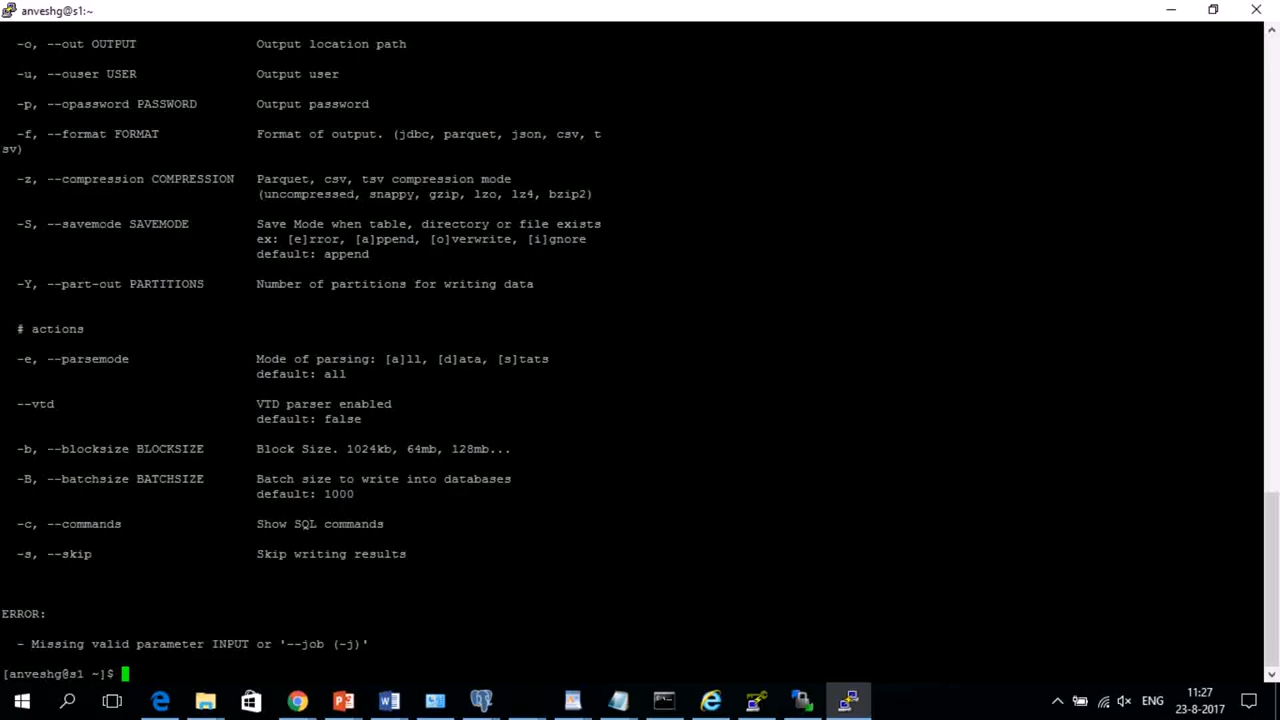 anveshg@s1:~
-o, --out OUTPUT Output location path
-u, --ouser USER Output user
-p, --opassword PASSWORD Output password
-f, --format FORMAT Format of output. (jdbc, parquet, json, csv, t
sv)
-z, --compression COMPRESSION Parquet, csv, tsv compression mode
(uncompressed, snappy, gzip, lzo, lz4, bzip2)
-S, --savemode SAVEMODE Save Mode when table, directory or file exists
ex: [e]rror, [a]ppend, [o]verwrite, [i]gnore
default: append
-Y, --part-out PARTITIONS Number of partitions for writing data
# actions
-e, --parsemode Mode of parsing: [a]ll, [d]ata, [s]tats
default: all
--vtd VTD parser enabled
default: false
-b, --blocksize BLOCKSIZE Block Size. 1024kb, 64mb, 128mb...
-B, --batchsize BATCHSIZE Batch size to write into databases
default: 1000
-c, --commands Show SQL commands
-s, --skip Skip writing results
ERROR:
- Missing valid parameter INPUT or '--job (-j)'
[anveshg@s1 ~]$
ENG
11:27
23-8-2017